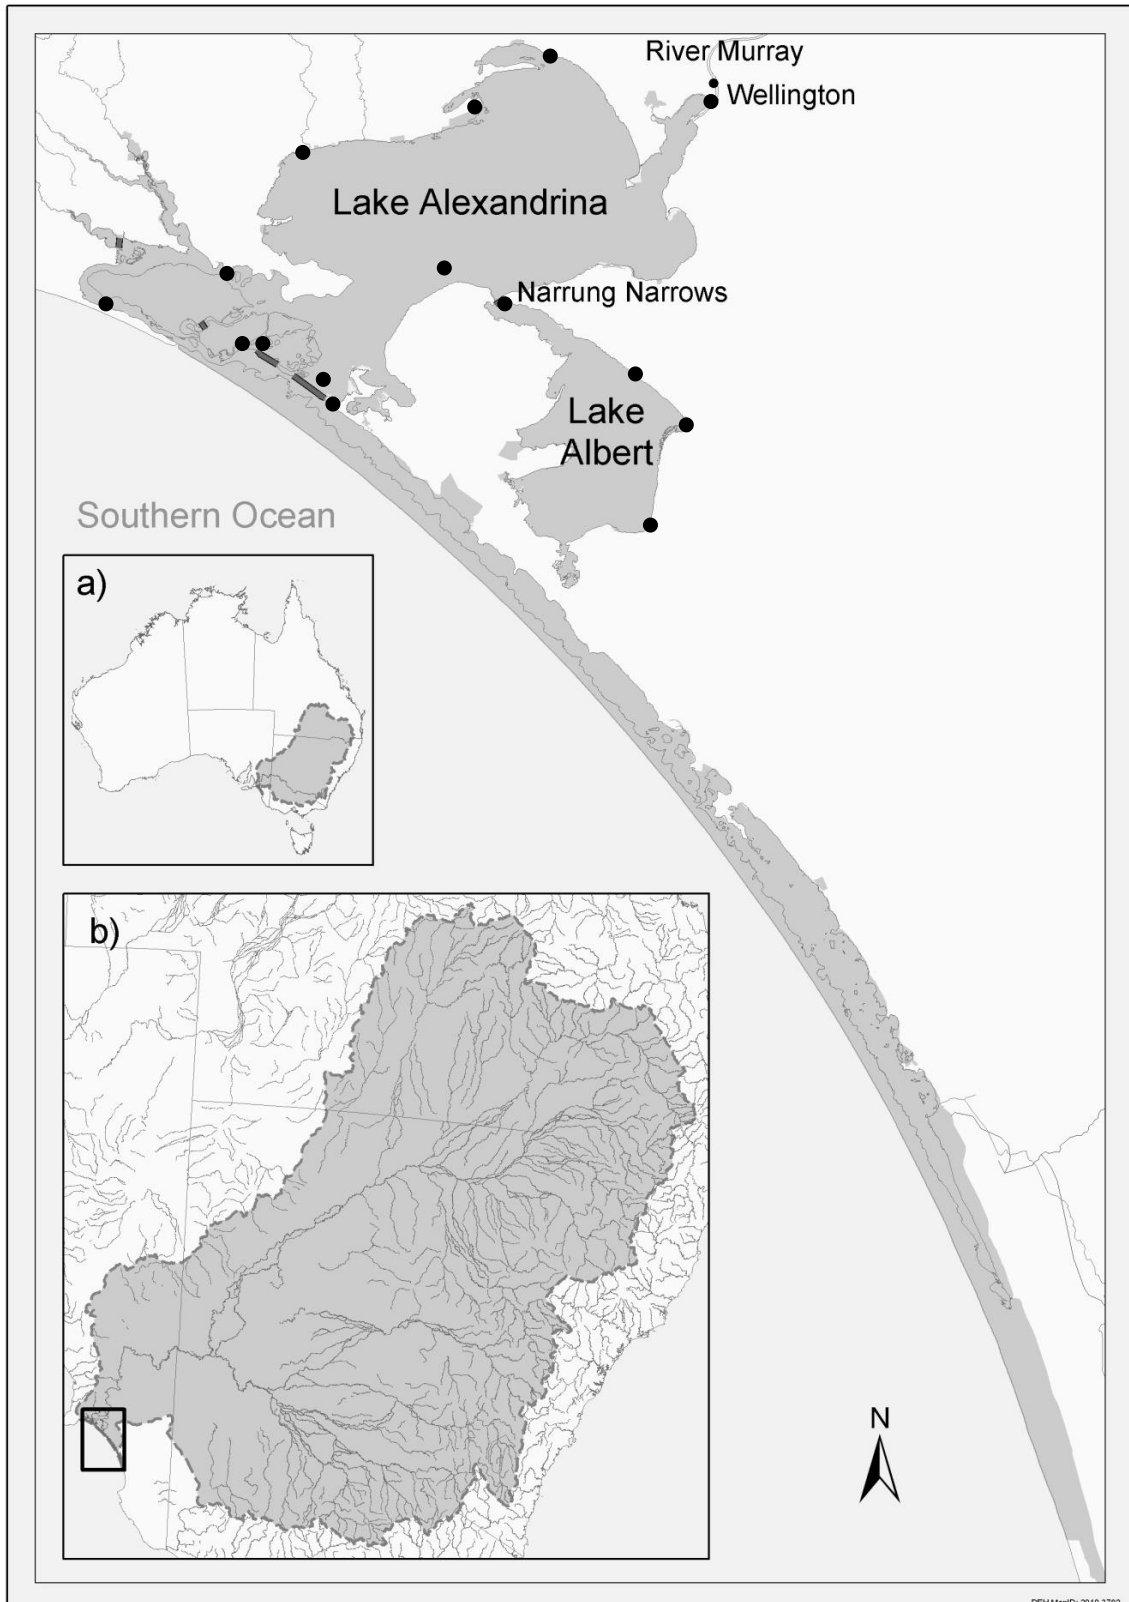 River Murray
Wellington
Lake Alexandrina
Narrung Narrows
Lake
Albert
Southern Ocean
a)
b)
N